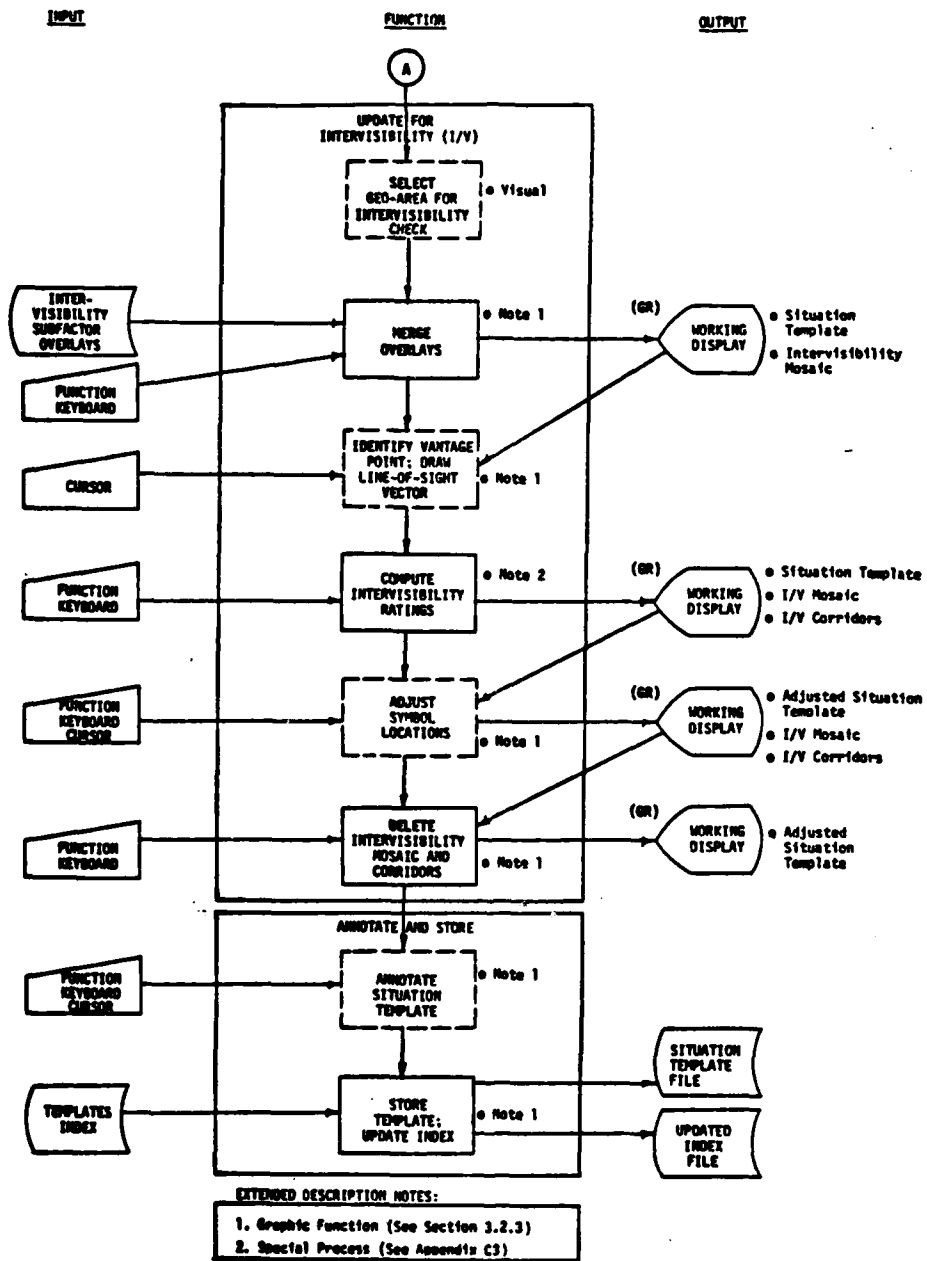 INPUT
FUNCTION
OUTPUT
A
UPDATE FOR
INTERVISIBILITY (I/V)
SELECT
GEO-AREA FOR
INTERVISIBILITY
CHECK
• Visual
INTER-
VISIBILITY
SUBFACTOR
OVERLAYS
FUNCTION
KEYBOARD
MERGE
OVERLAYS
• Note 1
(GR)
WORKING
DISPLAY
• Situation
Template
• Intervisibility
Mosaic
CURSOR
IDENTIFY VANTAGE
POINT; DRAW
LINE-OF-SIGHT
VECTOR
• Note 1
FUNCTION
KEYBOARD
COMPUTE
INTERVISIBILITY
RATINGS
• Note 2
(GR)
WORKING
DISPLAY
• Situation Template
• I/V Mosaic
• I/V Corridors
FUNCTION
KEYBOARD
CURSOR
ADJUST
SYMBOL
LOCATIONS
• Note 1
(GR)
WORKING
DISPLAY
• Adjusted Situation
Template
• I/V Mosaic
• I/V Corridors
FUNCTION
KEYBOARD
DELETE
INTERVISIBILITY
MOSAIC AND
CORRIDORS
• Note 1
(GR)
WORKING
DISPLAY
• Adjusted
Situation
Template
ANNOTATE AND STORE
FUNCTION
KEYBOARD
CURSOR
ANNOTATE
SITUATION
TEMPLATE
• Note 1
TEMPLATES
INDEX
STORE
TEMPLATE;
UPDATE INDEX
• Note 1
SITUATION
TEMPLATE
FILE
UPDATED
INDEX
FILE
EXTENDED DESCRIPTION NOTES:
1. Graphic Function (See Section 3.2.3)
2. Special Process (See Appendix C3)